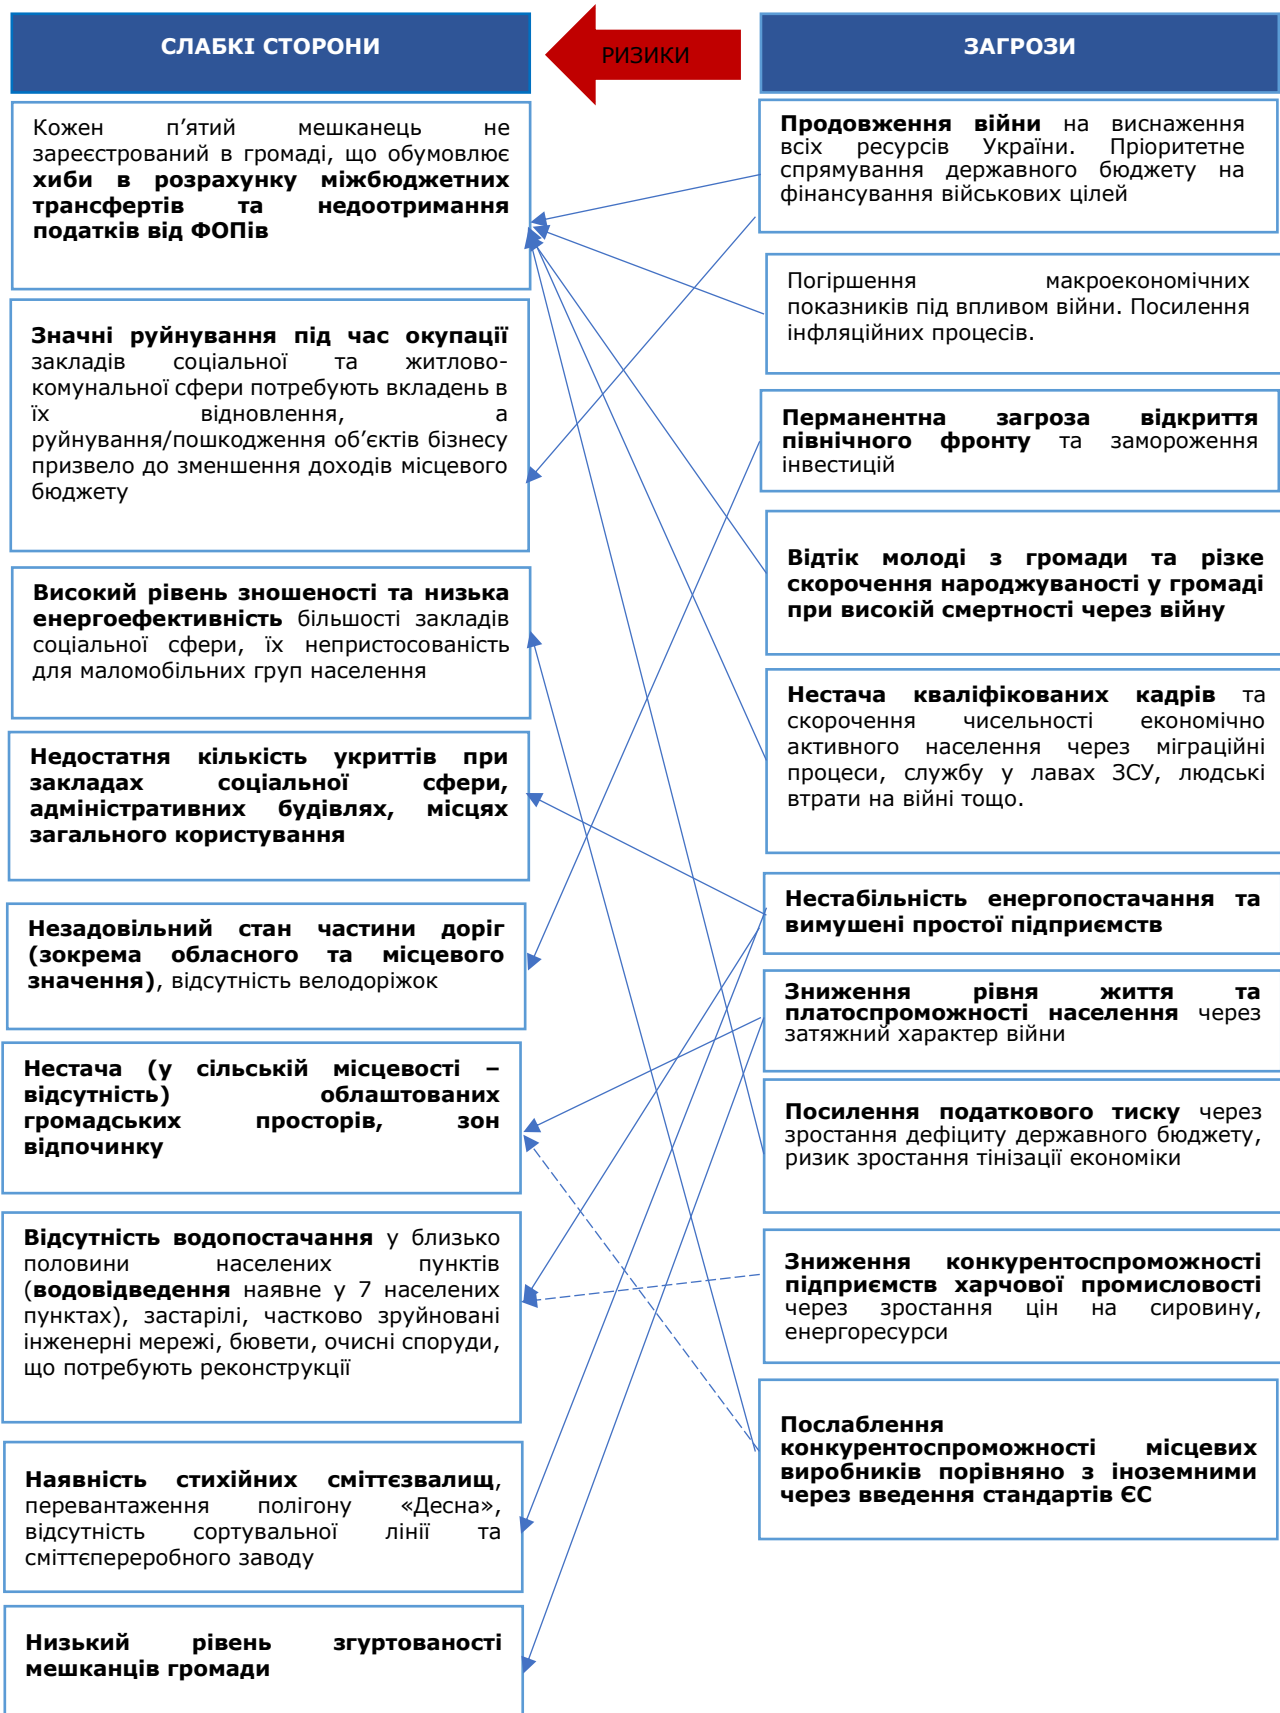 СЛАБКІ СТОРОНИ
РИЗИКИ
ЗАГРОЗИ
Кожен п’ятий мешканець не
зареєстрований в громаді, що обумовлює
хиби в розрахунку міжбюджетних
трансфертів та недоотримання
податків від ФОПів
Значні руйнування під час окупації
закладів соціальної та житлово-
комунальної сфери потребують вкладень в
їх відновлення, а
руйнування/пошкодження об’єктів бізнесу
призвело до зменшення доходів місцевого
бюджету
Високий рівень зношеності та низька
енергоефективність більшості закладів
соціальної сфери, їх непристосованість
для маломобільних груп населення
Недостатня кількість укриттів при
закладах соціальної сфери,
адміністративних будівлях, місцях
загального користування
Незадовільний стан частини доріг
(зокрема обласного та місцевого
значення), відсутність велодоріжок
Нестача (у сільській місцевості –
відсутність) облаштованих
громадських просторів, зон
відпочинку
Відсутність водопостачання у близько
половини населених пунктів
(водовідведення наявне у 7 населених
пунктах), застарілі, частково зруйновані
інженерні мережі, бювети, очисні споруди,
що потребують реконструкції
Наявність стихійних сміттєзвалищ,
перевантаження полігону «Десна»,
відсутність сортувальної лінії та
сміттєпереробного заводу
Низький рівень згуртованості
мешканців громади
Продовження війни на виснаження
всіх ресурсів України. Пріоритетне
спрямування державного бюджету на
фінансування військових цілей
Погіршення макроекономічних
показників під впливом війни. Посилення
інфляційних процесів.
Перманентна загроза відкриття
північного фронту та замороження
інвестицій
Відтік молоді з громади та різке
скорочення народжуваності у громаді
при високій смертності через війну
Нестача кваліфікованих кадрів та
скорочення чисельності економічно
активного населення через міграційні
процеси, службу у лавах ЗСУ, людські
втрати на війні тощо.
Нестабільність енергопостачання та
вимушені простої підприємств
Зниження рівня життя та
платоспроможності населення через
затяжний характер війни
Посилення податкового тиску через
зростання дефіциту державного бюджету,
ризик зростання тінізації економіки
Зниження конкурентоспроможності
підприємств харчової промисловості
через зростання цін на сировину,
енергоресурси
Послаблення
конкурентоспроможності місцевих
виробників порівняно з іноземними
через введення стандартів ЄС